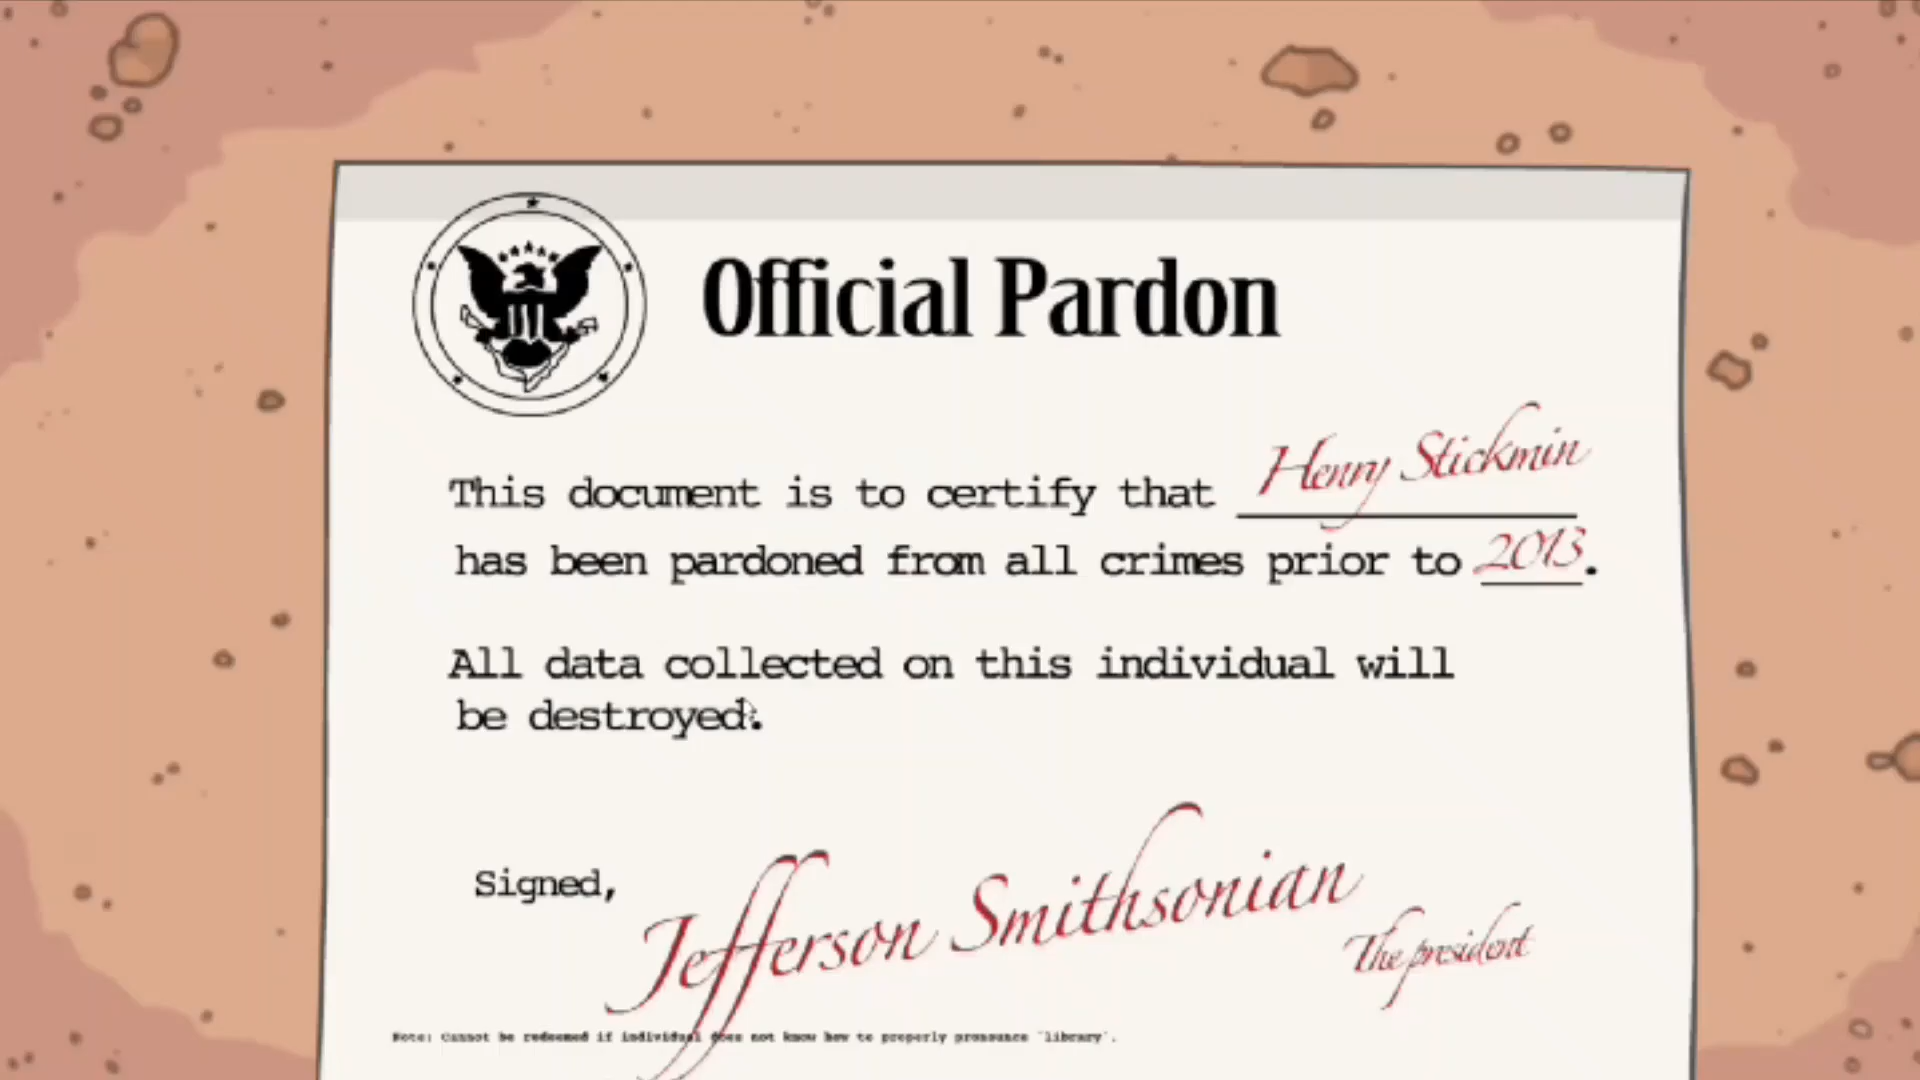 Official Pardon
This document is to certify that Henry Stickmin
has been pardoned from all crimes prior to 2013.
All data collected on this individual will
be destroyed.
Signed, Jefferson Smithsonian
The president
Note: Cannot be redeemed if individual does not know how to properly pronounce `library`.